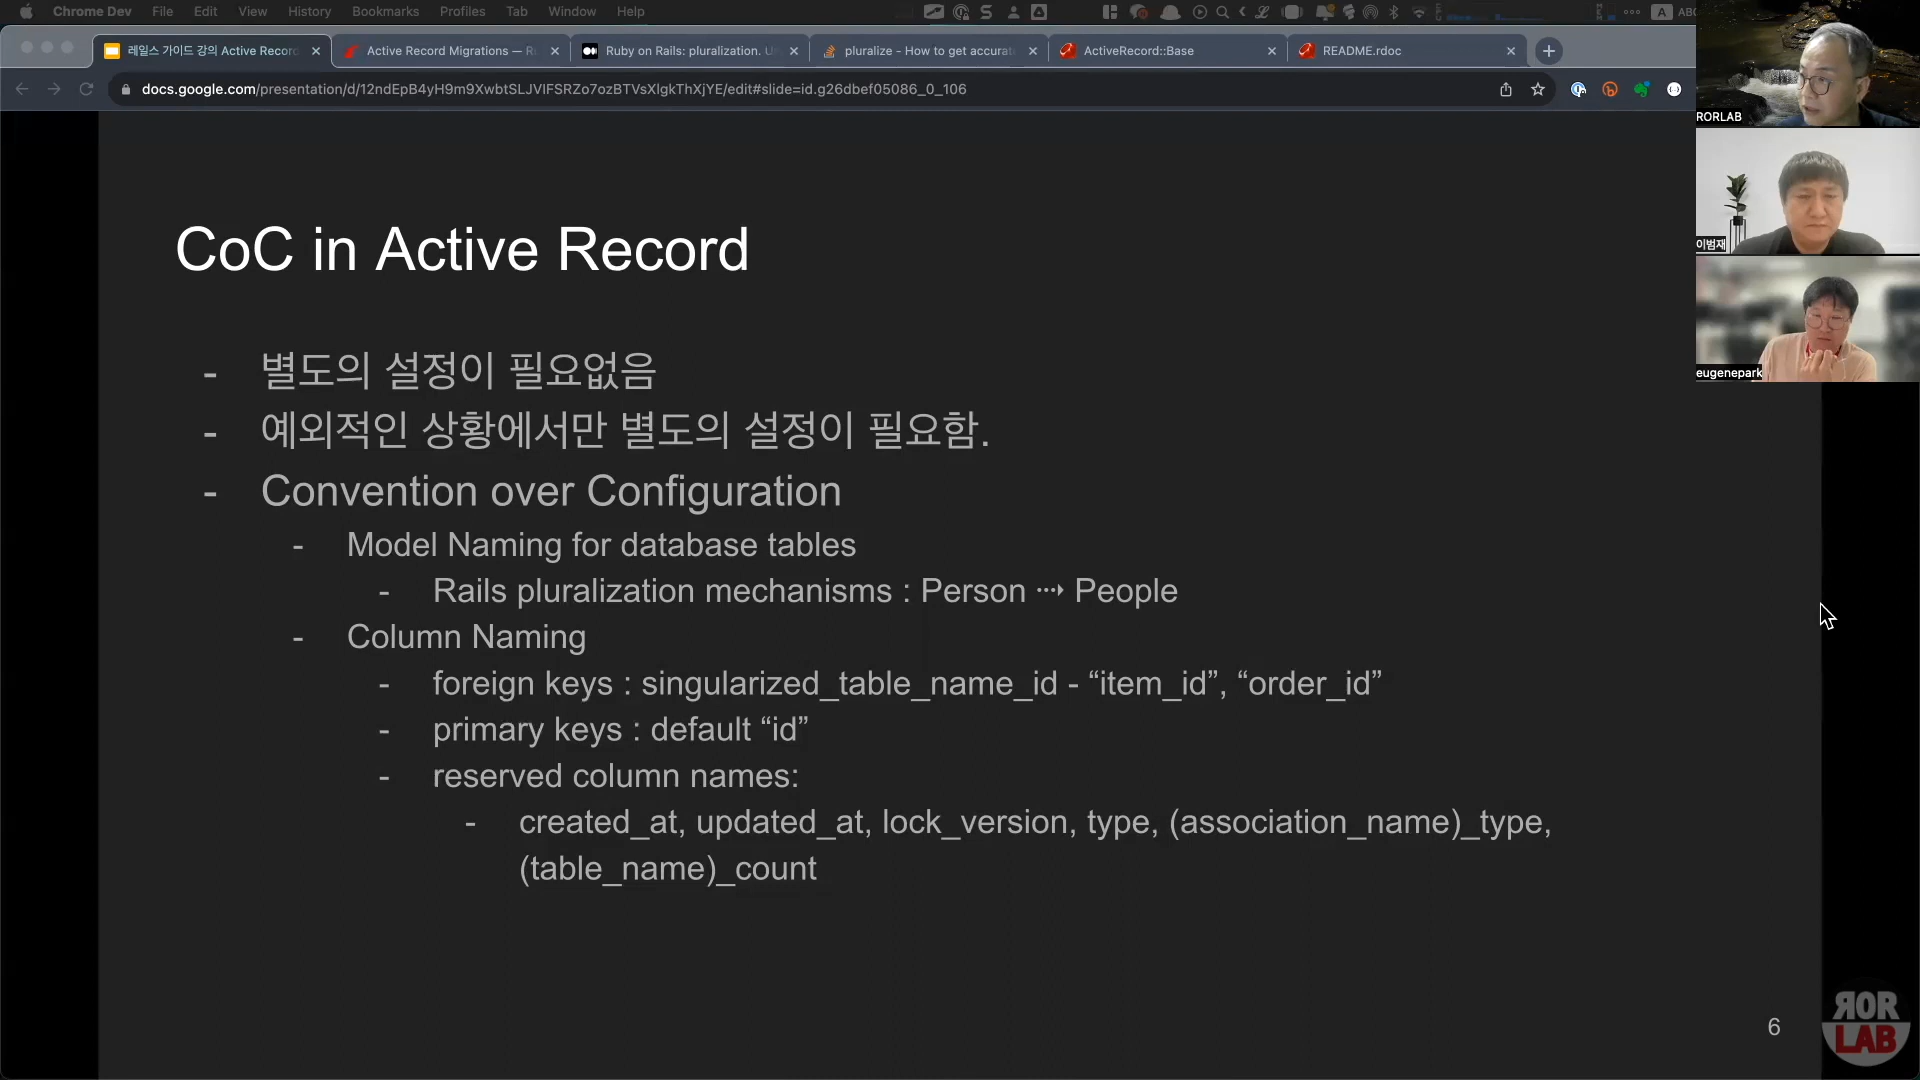 Chrome Dev File Edit View History Bookmarks Profiles Tab Window Help
레일스 가이드 강의 Active Record
Active Record Migrations — R
Ruby on Rails: pluralization. U
pluralize - How to get accurat
ActiveRecord::Base
README.rdoc
docs.google.com/presentation/d/12ndEpB4yH9m9XwbtSLJVIFSRZo7ozBTVsXlgkThXjYE/edit#slide=id.g26dbef05086_0_106
RORLAB
이범재
eugenepark
CoC in Active Record
- 별도의 설정이 필요없음
- 예외적인 상황에서만 별도의 설정이 필요함.
- Convention over Configuration
- Model Naming for database tables
- Rails pluralization mechanisms : Person ⤑ People
- Column Naming
- foreign keys : singularized_table_name_id - “item_id”, “order_id”
- primary keys : default “id”
- reserved column names:
- created_at, updated_at, lock_version, type, (association_name)_type,
(table_name)_count
6
ROR
LAB